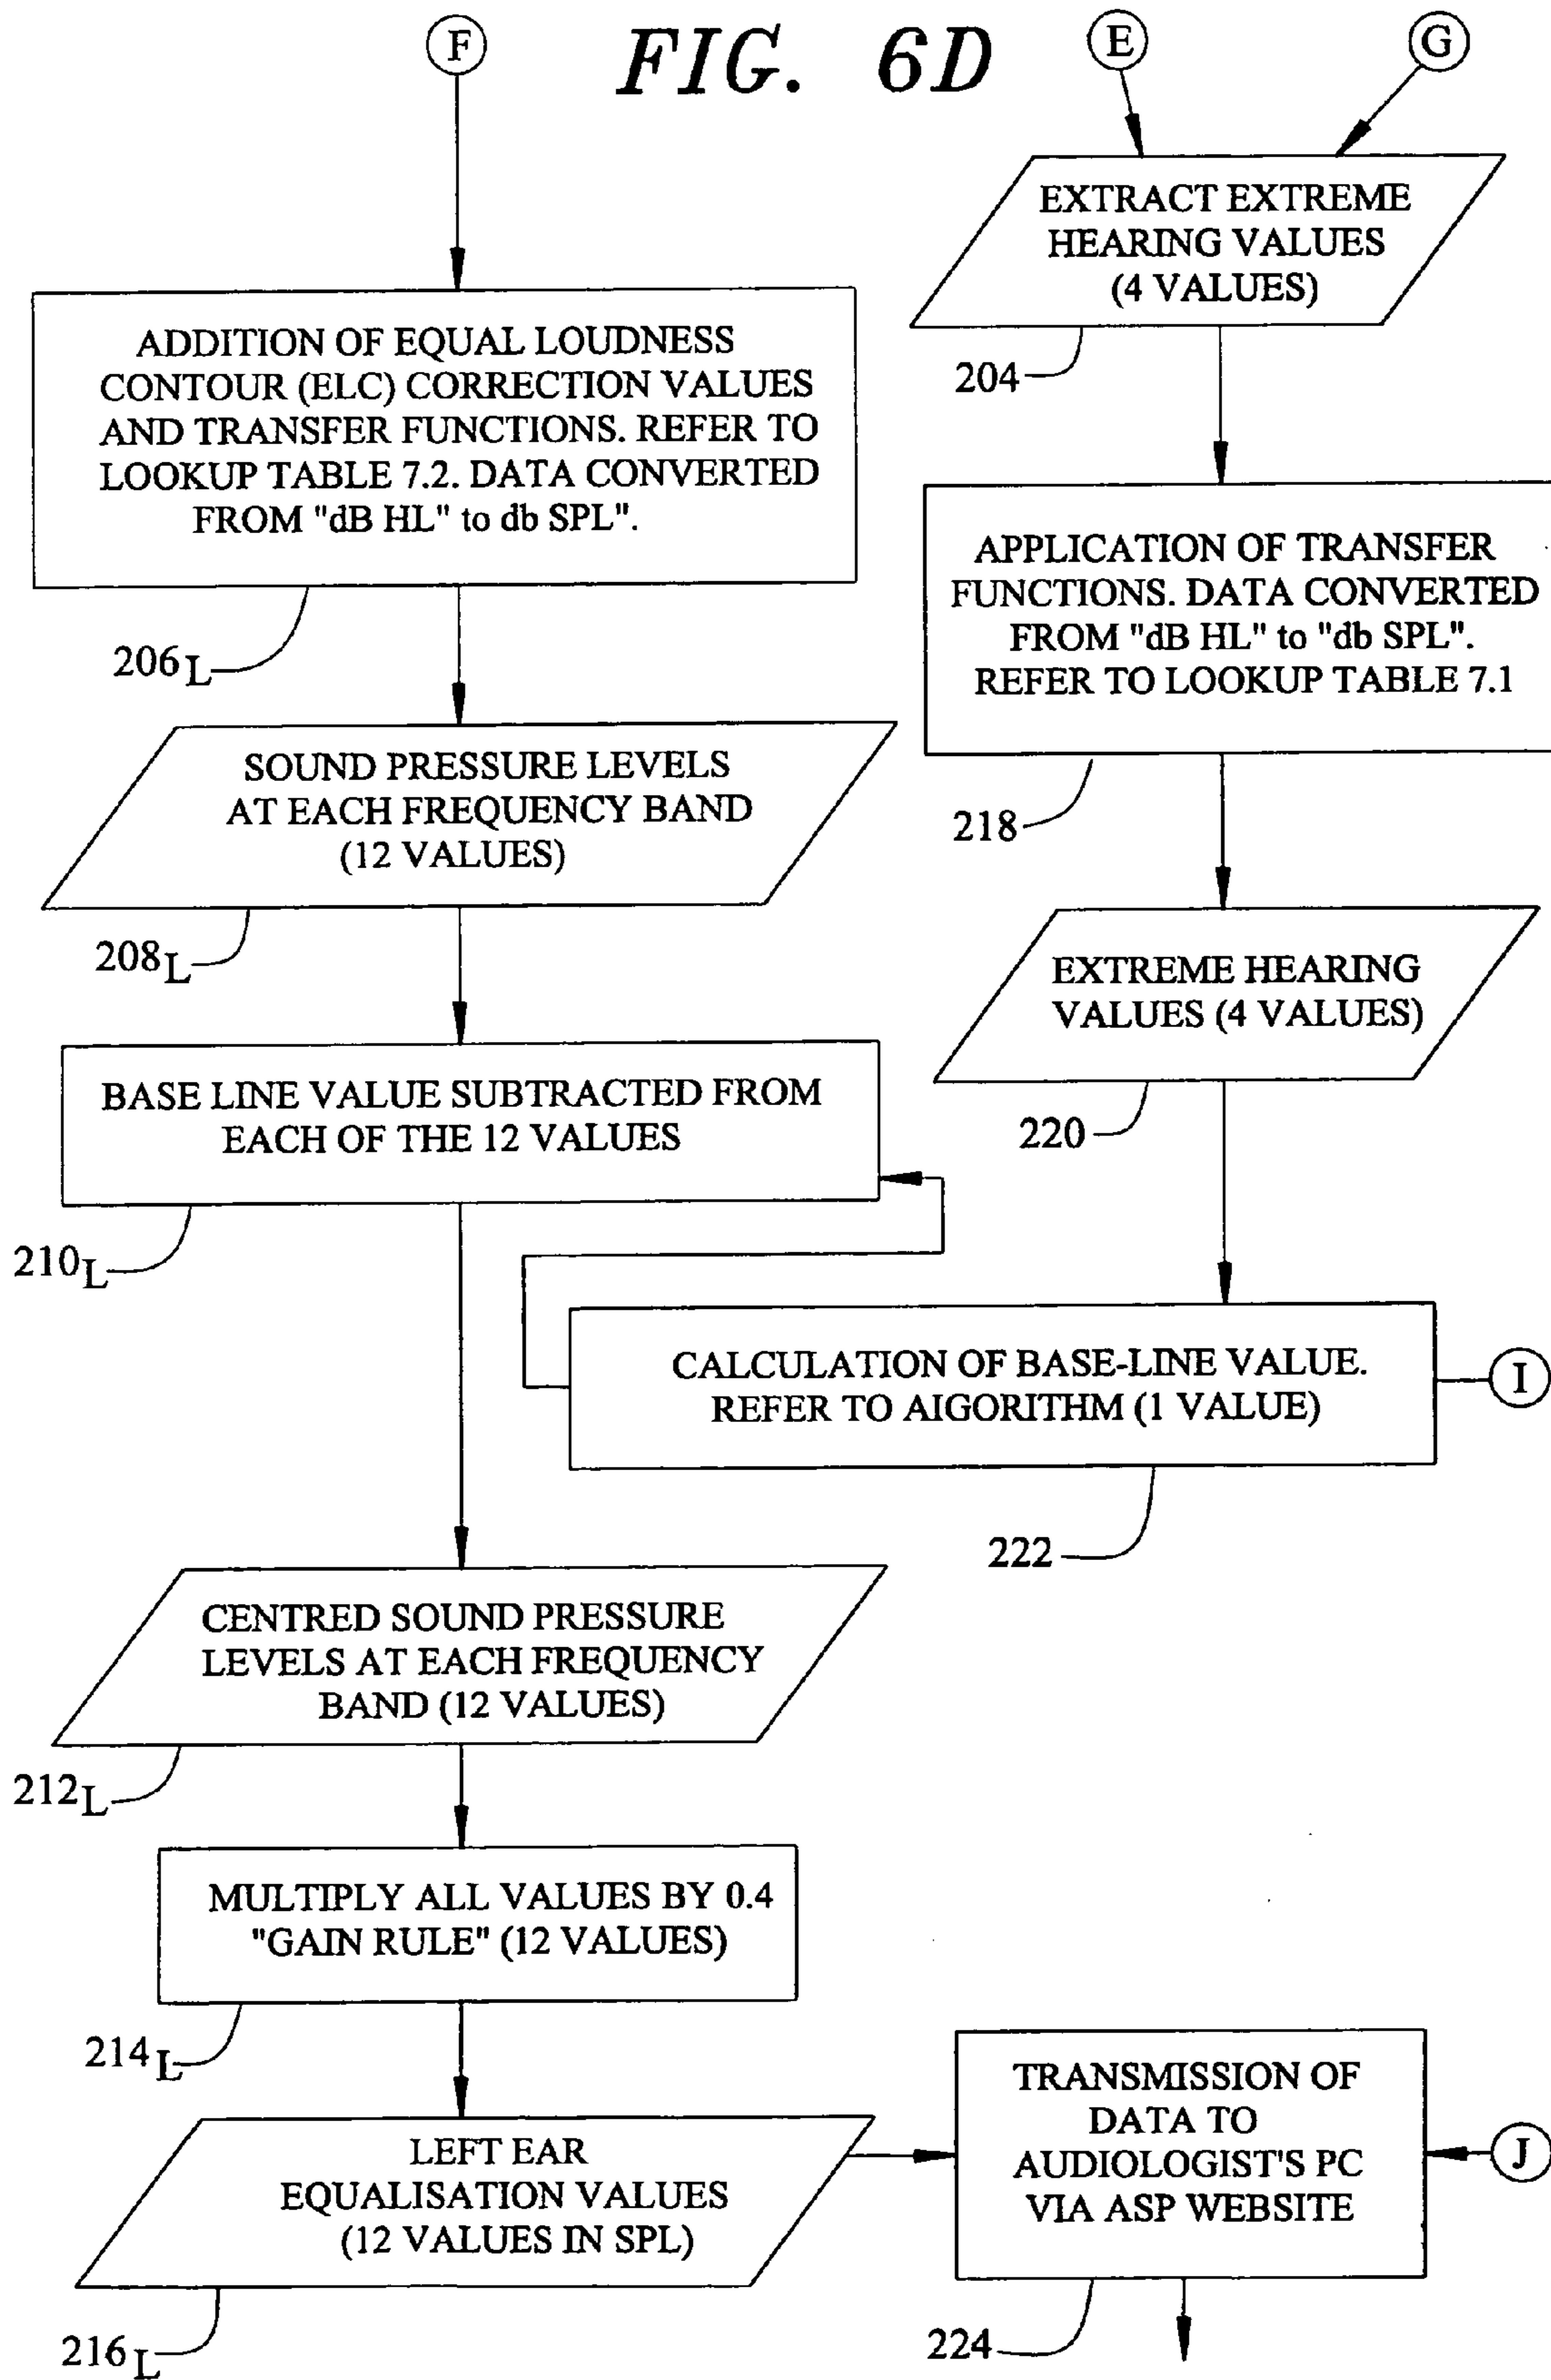 FIG. 6D
F
E
G
EXTRACT EXTREME
HEARING VALUES
(4 VALUES)
204
ADDITION OF EQUAL LOUDNESS
CONTOUR (ELC) CORRECTION VALUES
AND TRANSFER FUNCTIONS. REFER TO
LOOKUP TABLE 7.2. DATA CONVERTED
FROM "dB HL" to db SPL".
206L
APPLICATION OF TRANSFER
FUNCTIONS. DATA CONVERTED
FROM "dB HL" to "db SPL".
REFER TO LOOKUP TABLE 7.1
218
SOUND PRESSURE LEVELS
AT EACH FREQUENCY BAND
(12 VALUES)
208L
EXTREME HEARING
VALUES (4 VALUES)
220
BASE LINE VALUE SUBTRACTED FROM
EACH OF THE 12 VALUES
210L
CALCULATION OF BASE-LINE VALUE.
REFER TO AIGORITHM (1 VALUE)
I
222
CENTRED SOUND PRESSURE
LEVELS AT EACH FREQUENCY
BAND (12 VALUES)
212L
MULTIPLY ALL VALUES BY 0.4
"GAIN RULE" (12 VALUES)
214L
LEFT EAR
EQUALISATION VALUES
(12 VALUES IN SPL)
216L
TRANSMISSION OF
DATA TO
AUDIOLOGIST'S PC
VIA ASP WEBSITE
J
224